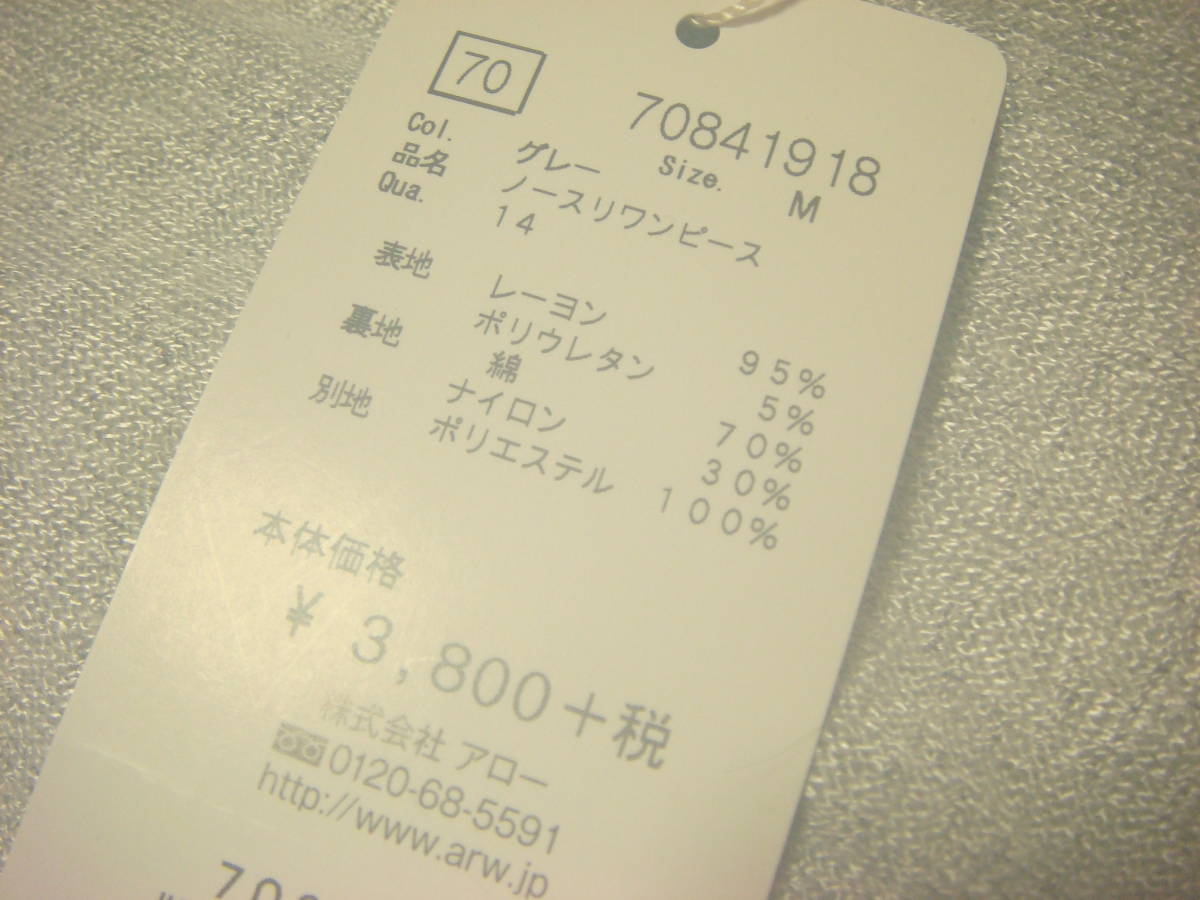 70 70841918
Col. グレー Size. M
品名 ノースリワンピース
Qua. 14
表地 レーヨン 95%
ポリウレタン 5%
裏地 綿 70%
ナイロン 30%
別地 ポリエステル 100%
本体価格
¥ 3,800+税
株式会社 アロー
0120-68-5591
http://www.arw.jp